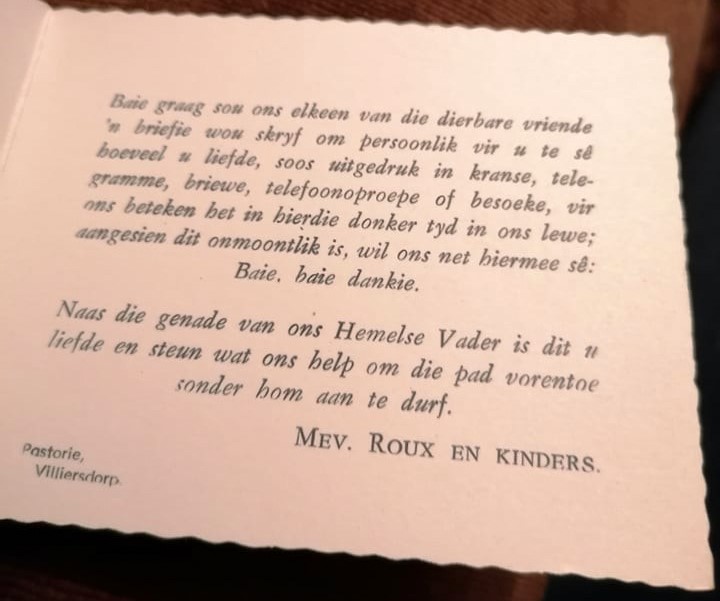 Baie graag sou ons elkeen van die dierbare vriende
'n briefie wou skryf om persoonlik vir u te sê
hoeveel u liefde, soos uitgedruk in kranse, tele-
gramme, briewe, telefoonoproepe of besoeke, vir
ons beteken het in hierdie donker tyd in ons lewe;
aangesien dit onmoontlik is, wil ons net hiermee sê:
Baie, baie dankie.
Naas die genade van ons Hemelse Vader is dit u
liefde en steun wat ons help om die pad vorentoe
sonder hom aan te durf.
MEV. ROUX EN KINDERS.
Pastorie,
Villiersdorp.